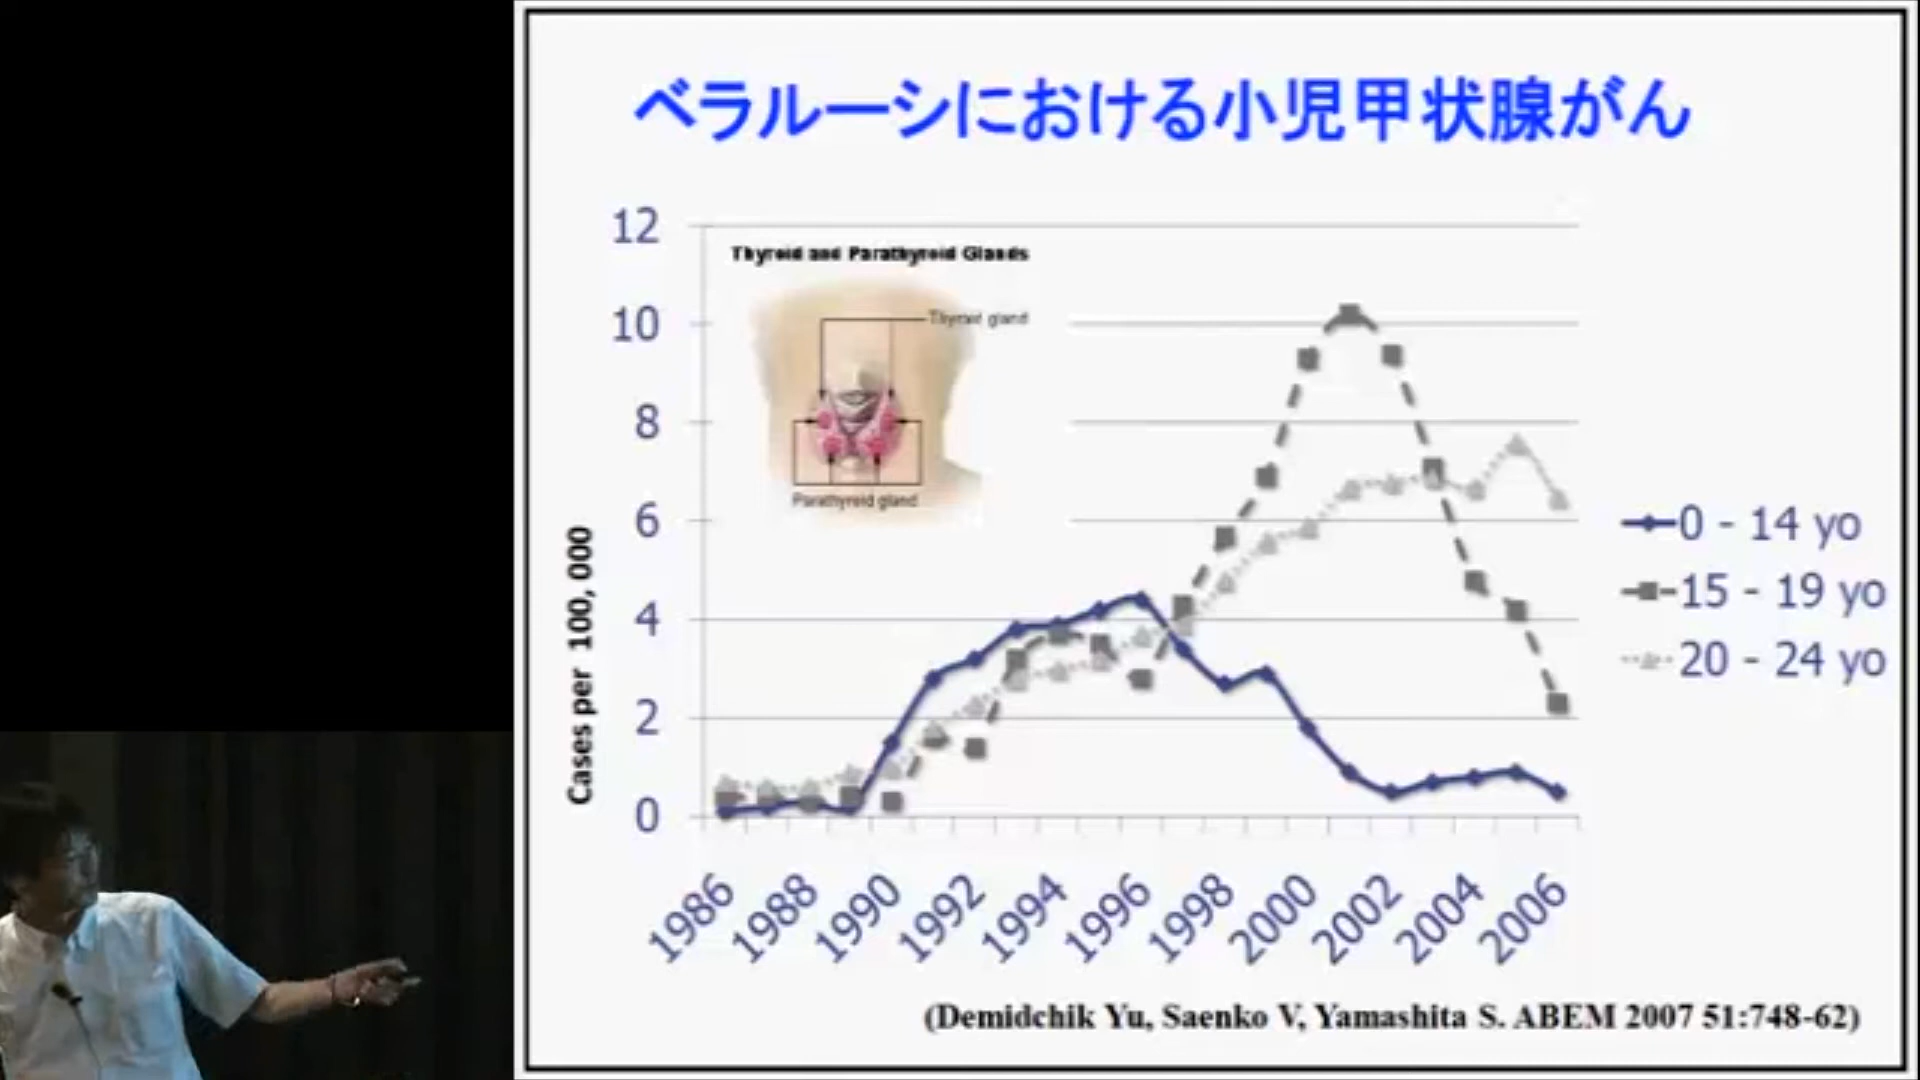 ベラルーシにおける小児甲状腺がん
12
10
8
6
4
2
0
Cases per 100,000
Thyroid and Parathyroid Glands
Thyroid gland
Parathyroid gland
0 - 14 yo
15 - 19 yo
20 - 24 yo
1986
1988
1990
1992
1994
1996
1998
2000
2002
2004
2006
(Demidchik Yu, Saenko V, Yamashita S. ABEM 2007 51:748-62)